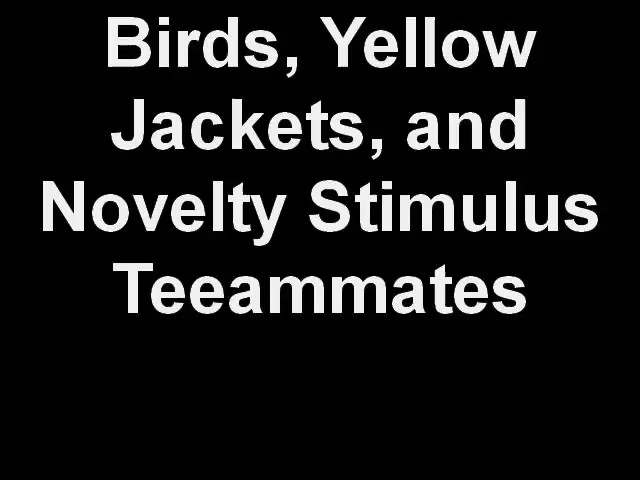 Birds, Yellow
Jackets, and
Novelty Stimulus
Teeammates